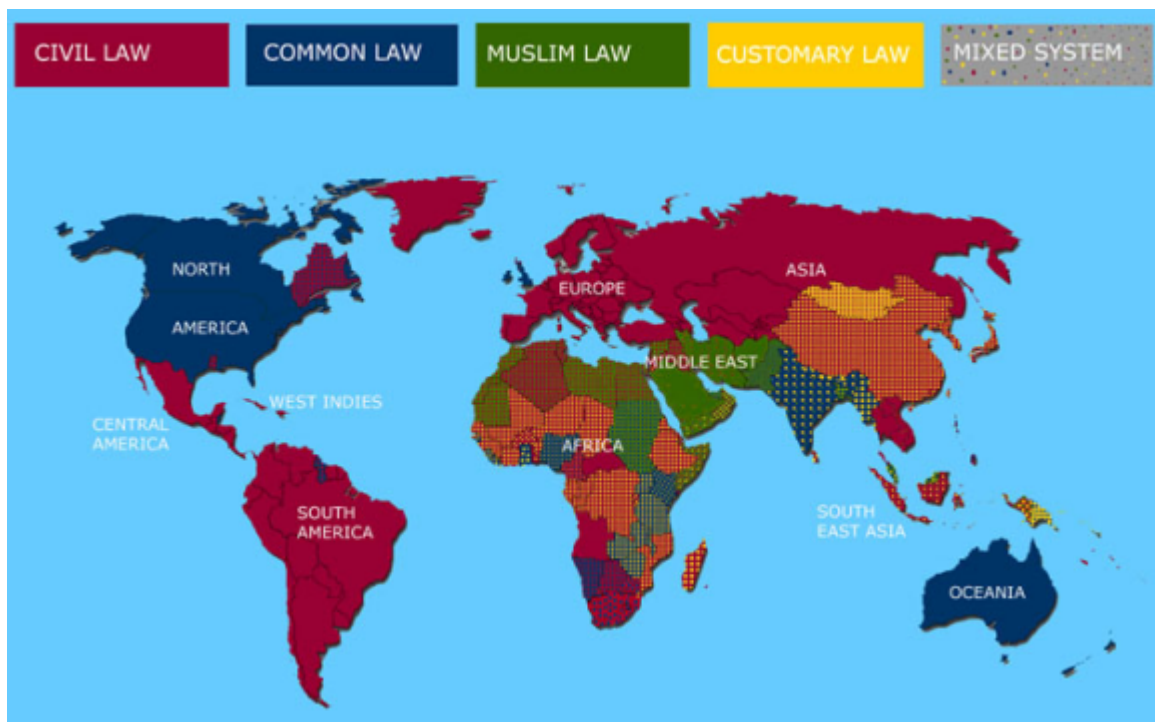 CIVIL LAW
COMMON LAW
MUSLIM LAW
CUSTOMARY LAW
MIXED SYSTEM
NORTH
AMERICA
EUROPE
ASIA
MIDDLE EAST
WEST INDIES
CENTRAL
AMERICA
AFRICA
SOUTH
AMERICA
SOUTH
EAST ASIA
OCEANIA